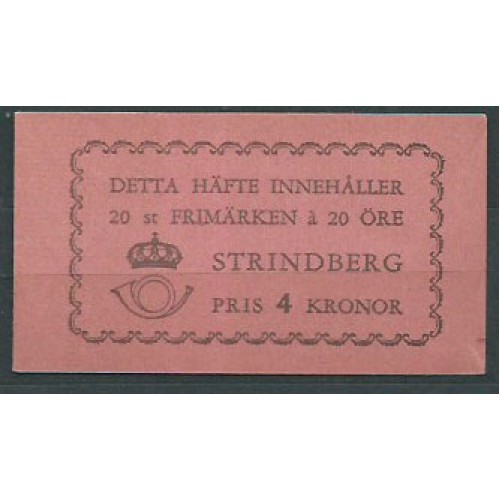 DETTA HÄFTE INNEHÅLLER
20 st FRIMÄRKEN à 20 ÖRE
STRINDBERG
PRIS 4 KRONOR